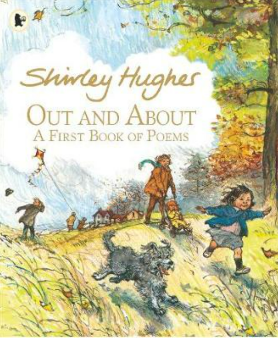 Shirley Hughes
OUT AND ABOUT
A FIRST BOOK OF POEMS